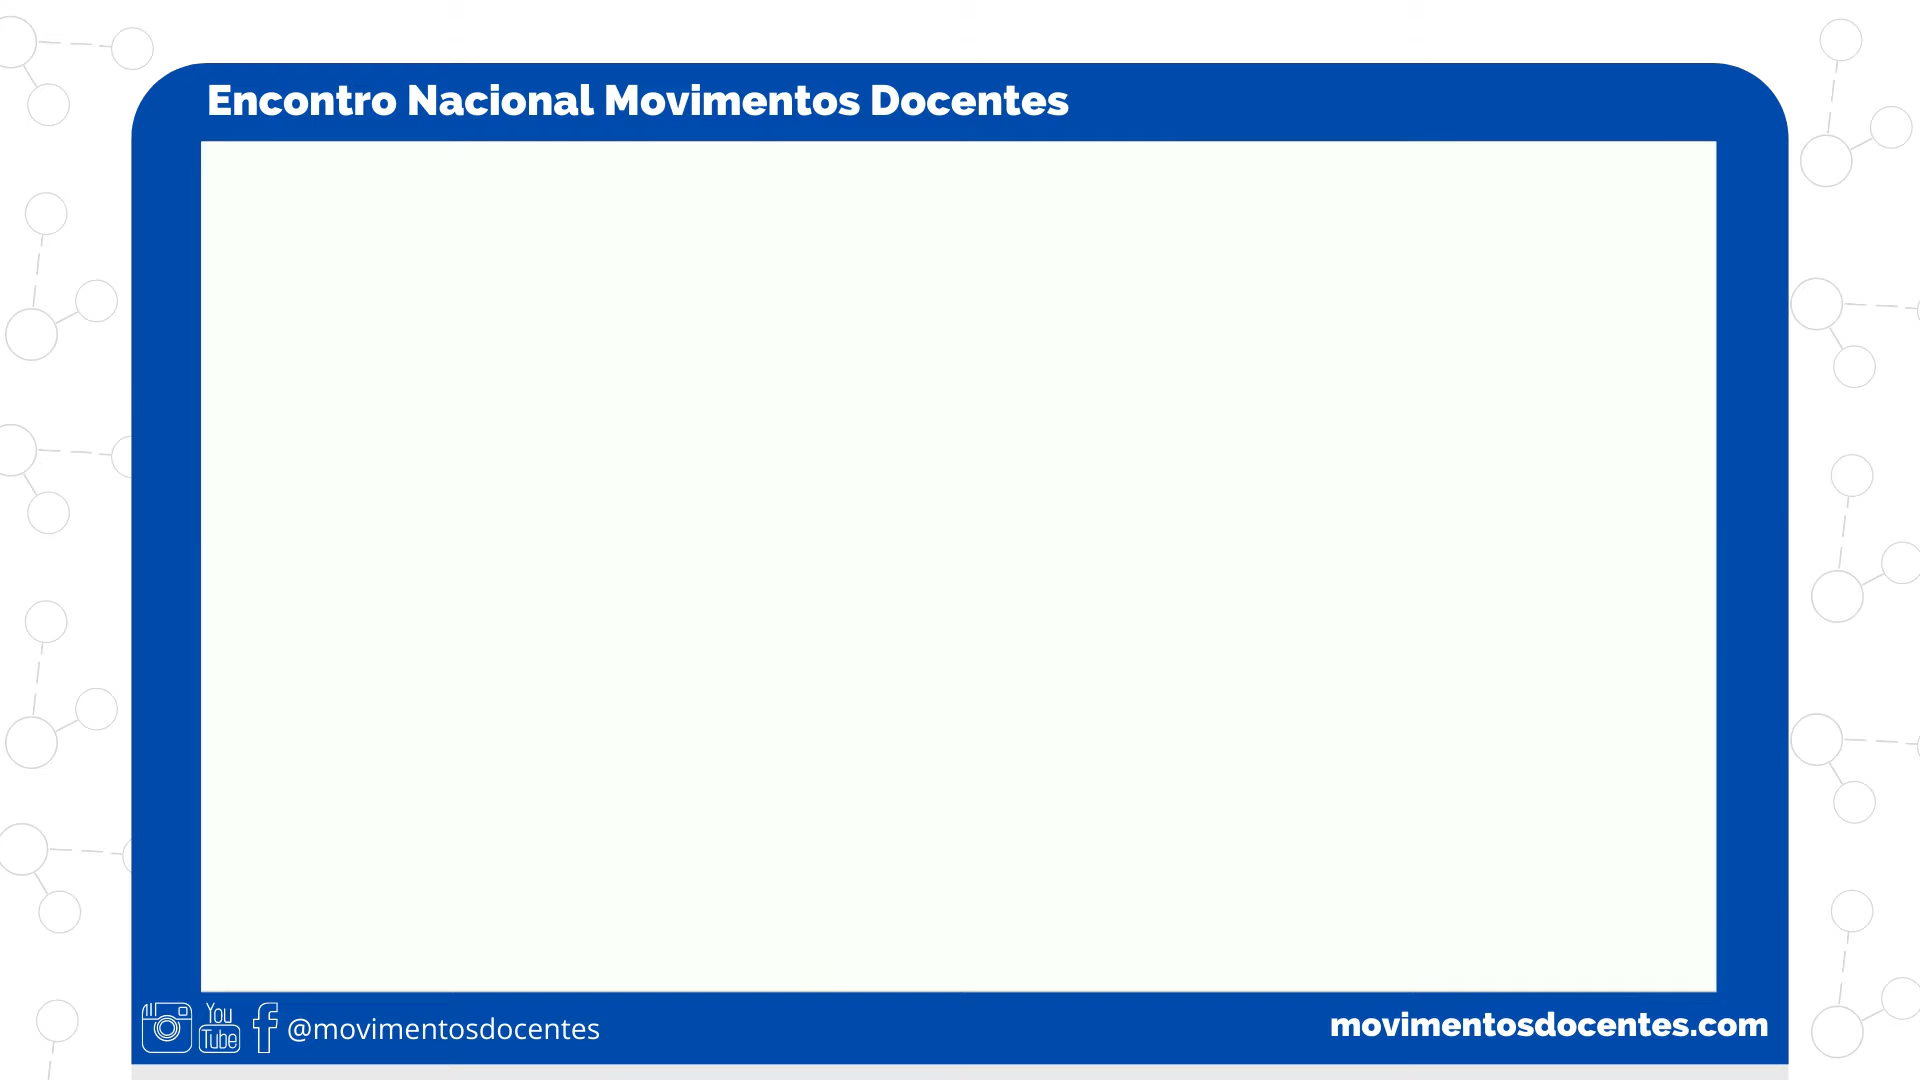 Encontro Nacional Movimentos Docentes
You
Tube
@movimentosdocentes
movimentosdocentes.com